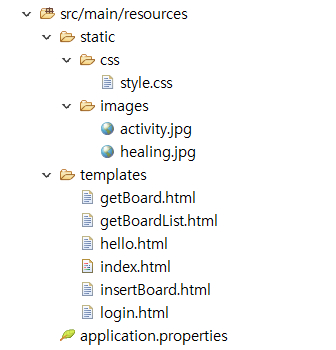 src/main/resources
static
css
style.css
images
activity.jpg
healing.jpg
templates
getBoard.html
getBoardList.html
hello.html
index.html
insertBoard.html
login.html
application.properties